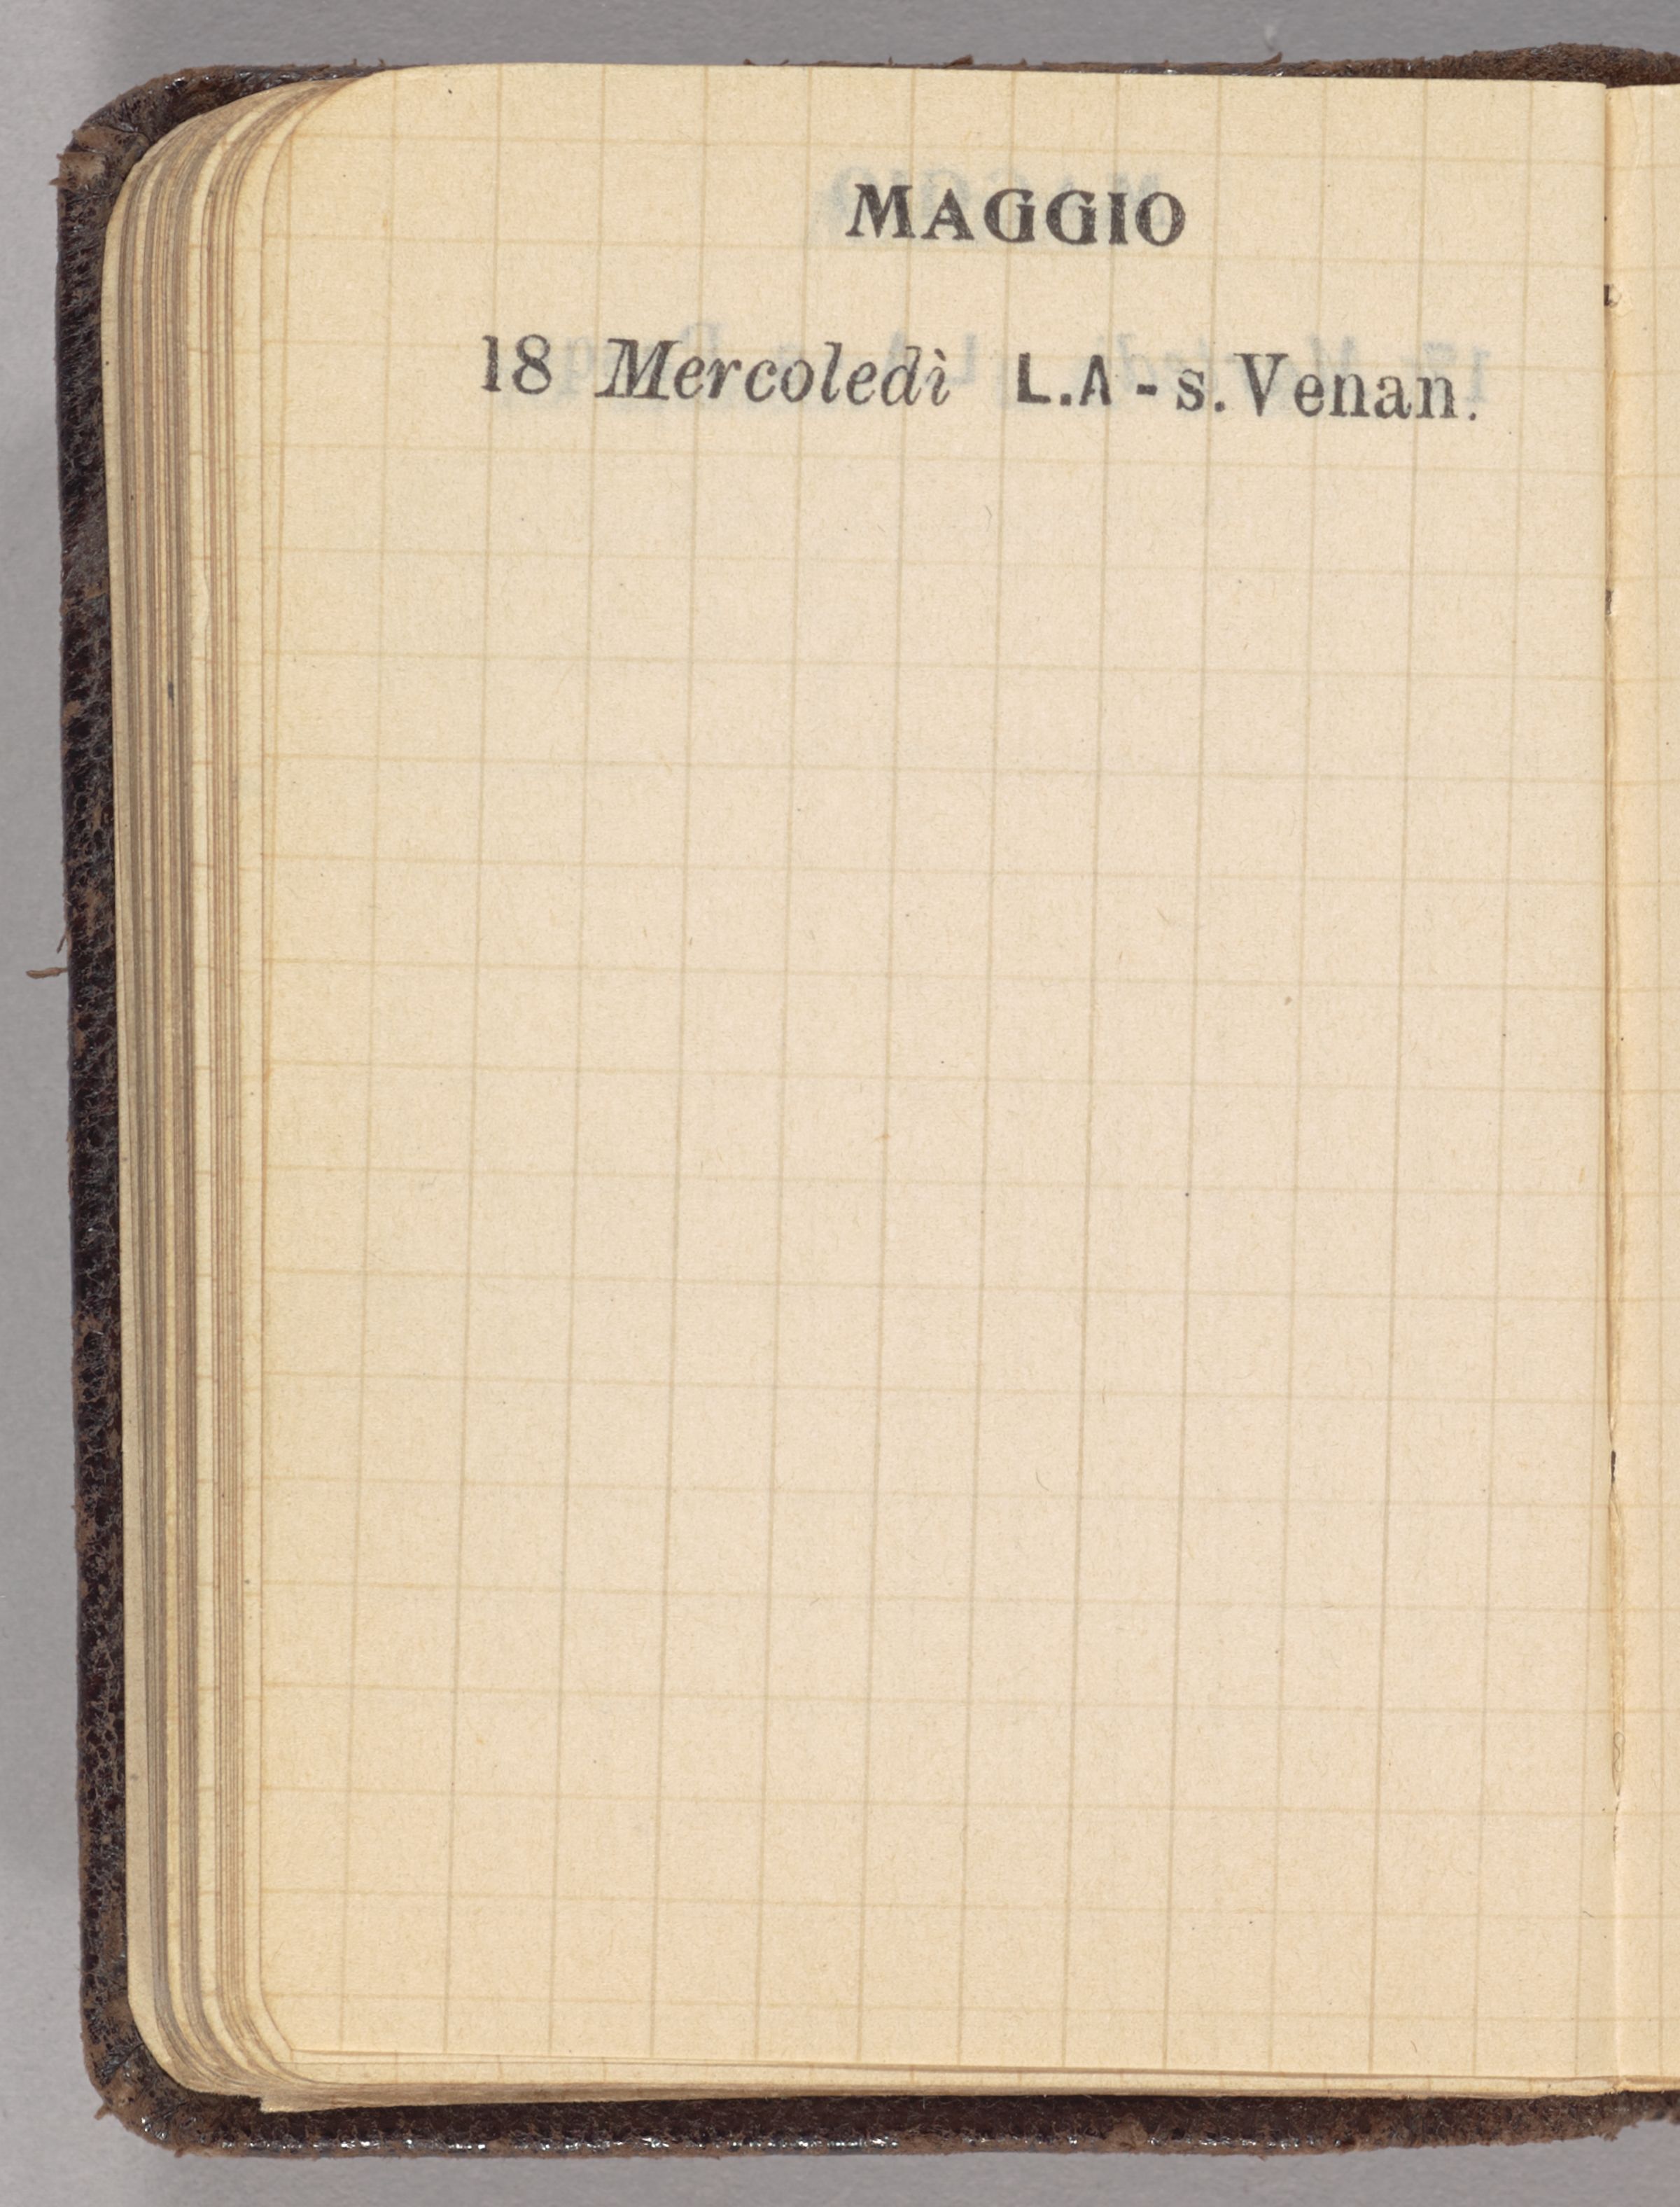 MAGGIO
18 Mercoledì L.A - s. Venan.